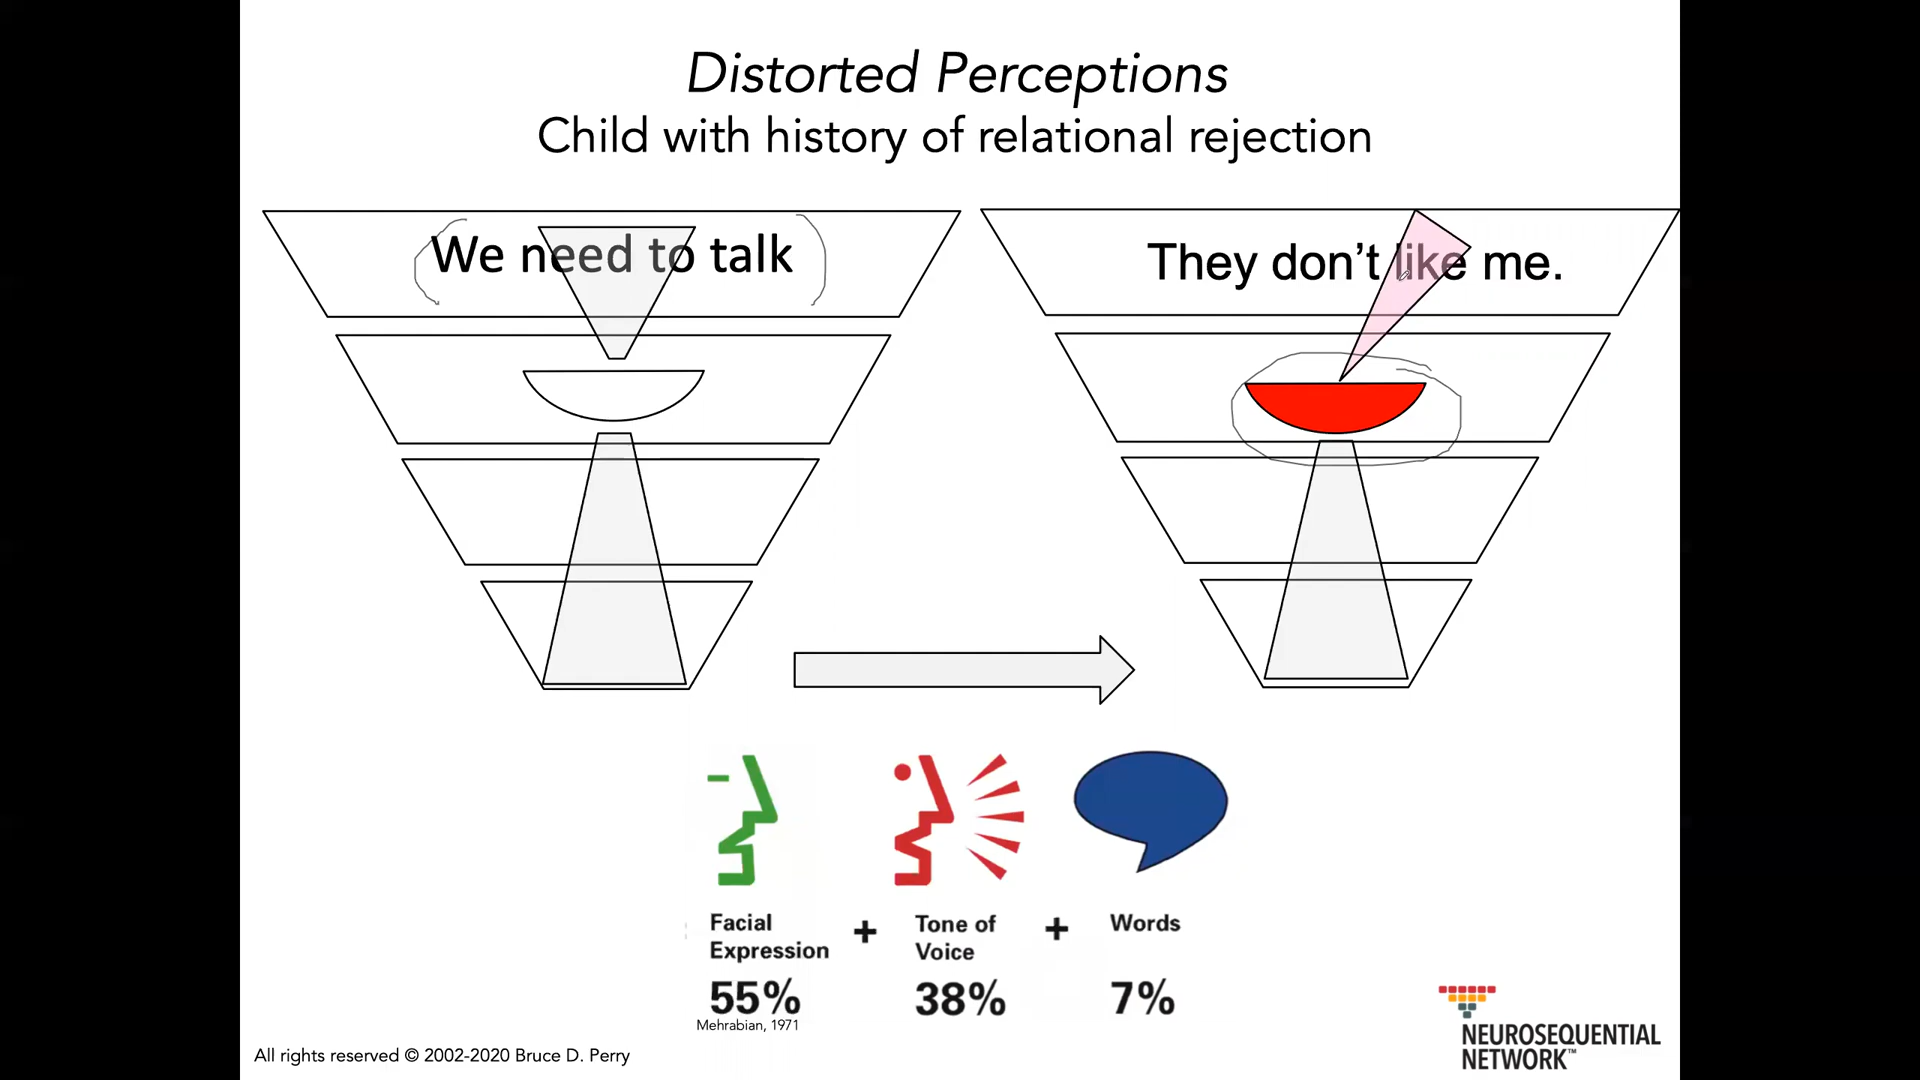 Distorted Perceptions
Child with history of relational rejection
We need to talk
They don’t like me.
Facial
Expression
55%
+
Tone of
Voice
38%
+
Words
7%
Mehrabian, 1971
All rights reserved © 2002-2020 Bruce D. Perry
NEUROSEQUENTIAL
NETWORK™